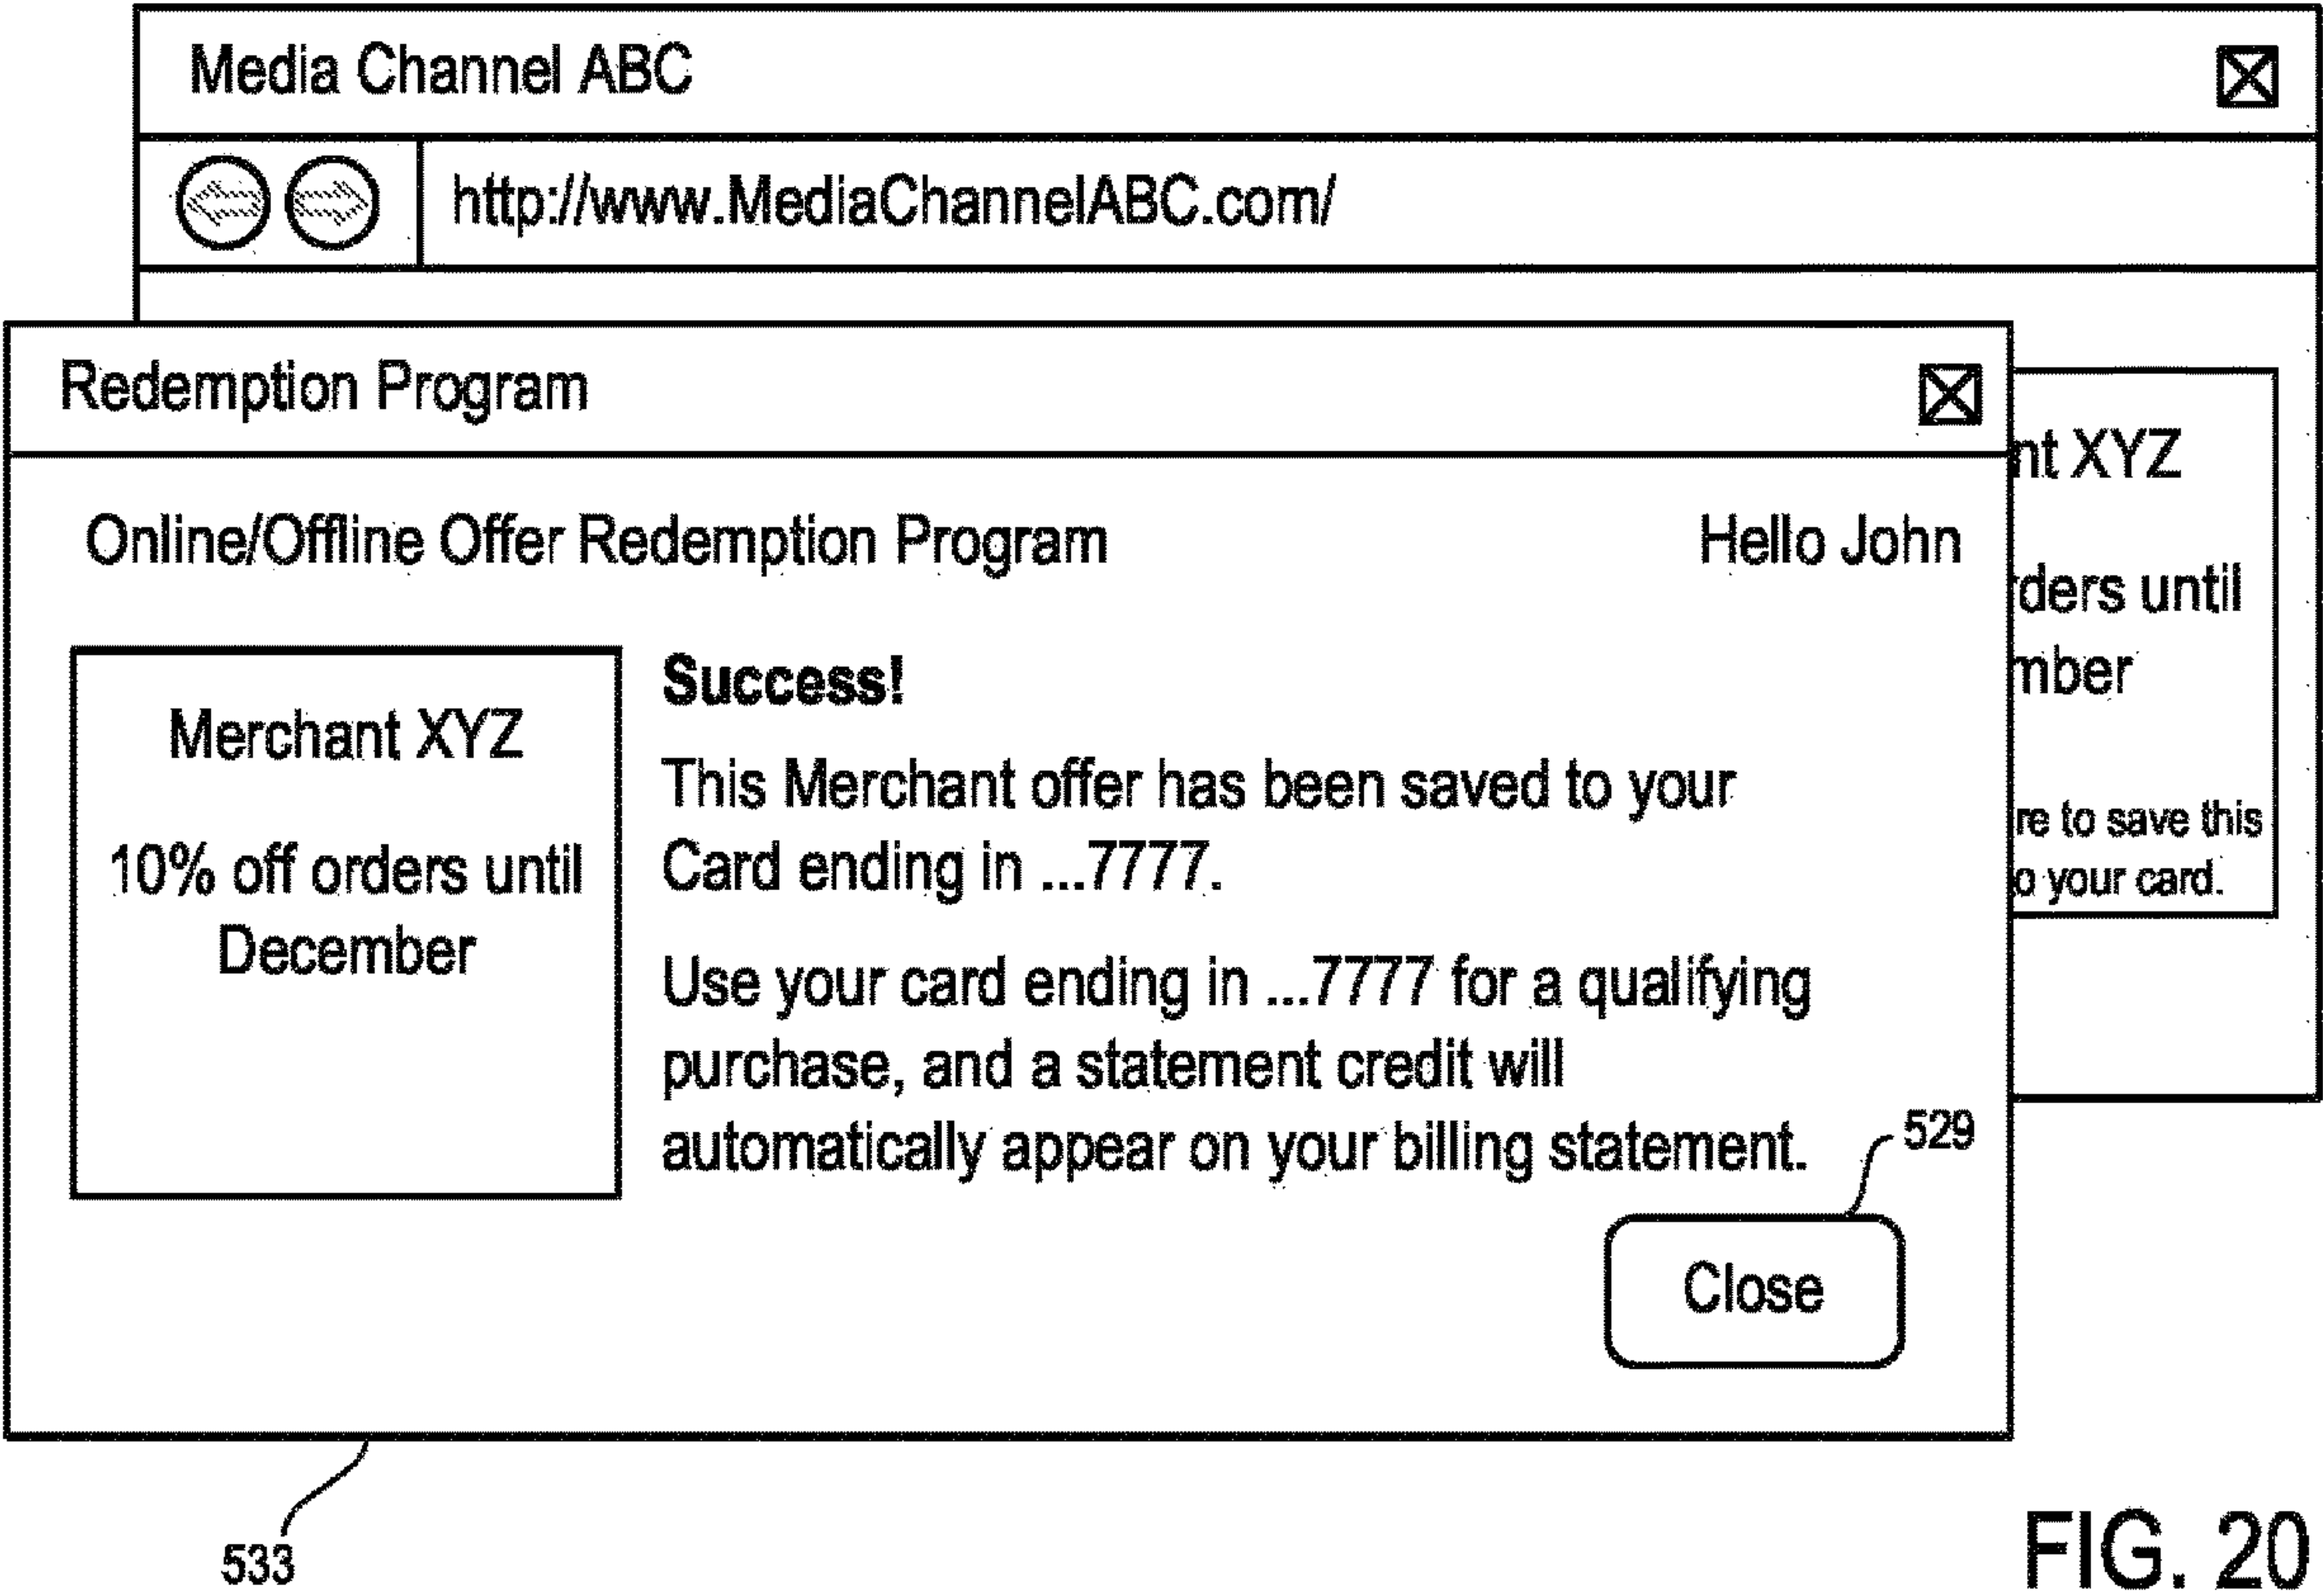 Media Channel ABC
http://www.MediaChannelABC.com/
Redemption Program
Online/Offline Offer Redemption Program
Hello John
Merchant XYZ
10% off orders until
December
Success!
This Merchant offer has been saved to your
Card ending in ...7777.
Use your card ending in ...7777 for a qualifying
purchase, and a statement credit will
automatically appear on your billing statement.
529
Close
nt XYZ
ders until
mber
re to save this
o your card.
533
FIG. 20